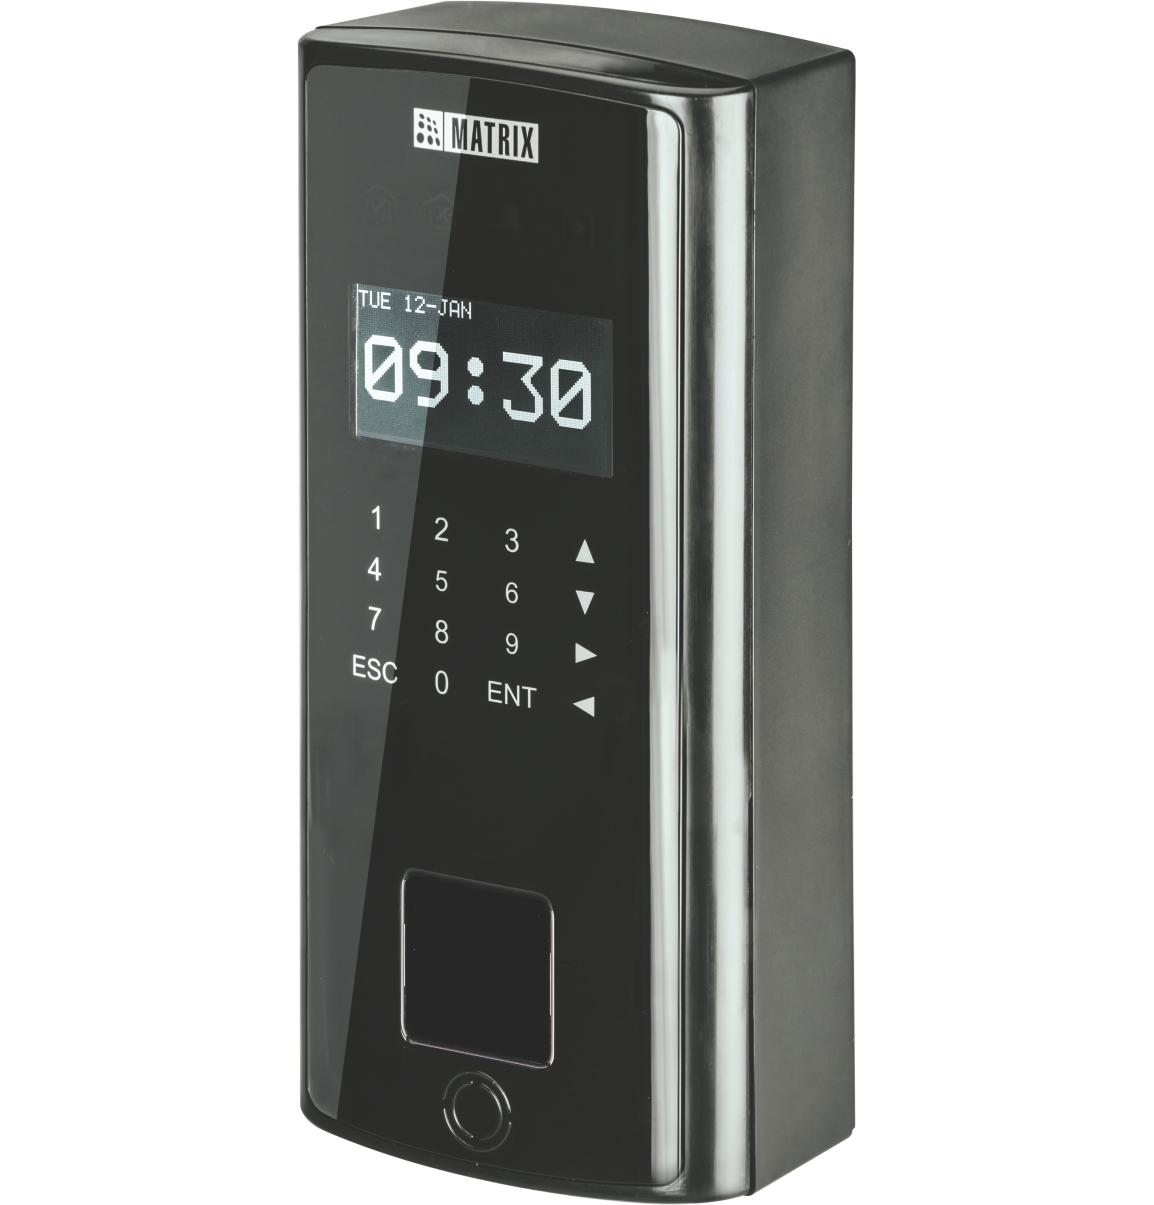 MATRIX
TUE 12-JAN
09:30
1 2 3 ▲
4 5 6 ▼
7 8 9 ▶
ESC 0 ENT ◀